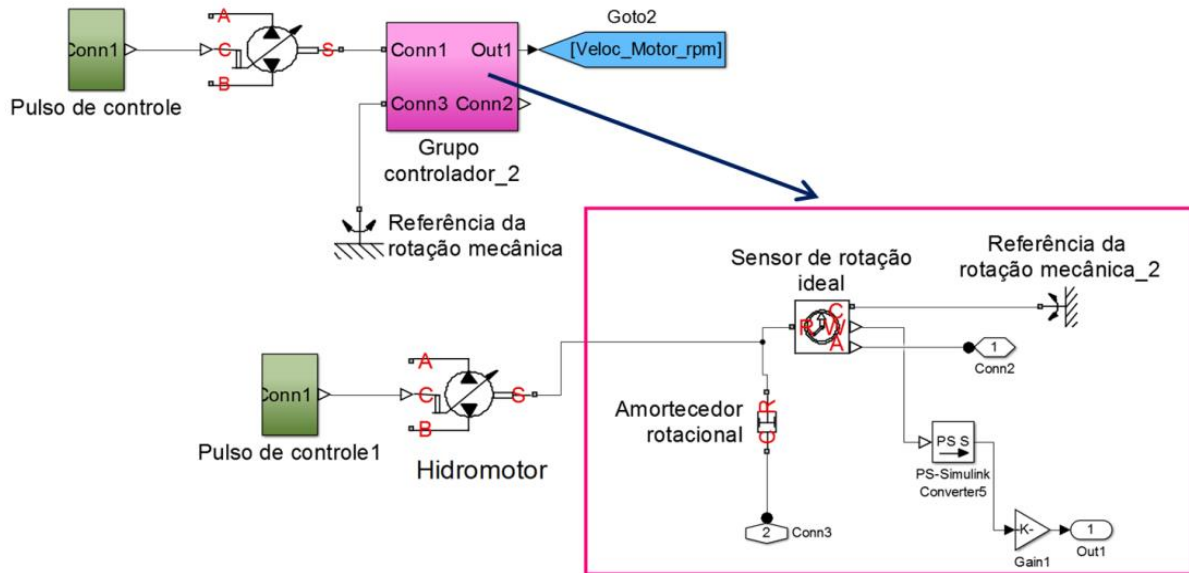 Goto2
A
Conn1
C
S
Conn1
Out1
[Veloc_Motor_rpm]
B
Conn3
Conn2
Pulso de controle
Grupo
controlador_2
Referência da
rotação mecânica
Sensor de rotação
ideal
Referência da
rotação mecânica_2
C
R
W
A
1
Conn2
A
Conn1
C
S
B
Pulso de controle1
Hidromotor
Amortecedor
rotacional
R
C
PS S
PS-Simulink
Converter5
2
Conn3
-K-
Gain1
1
Out1